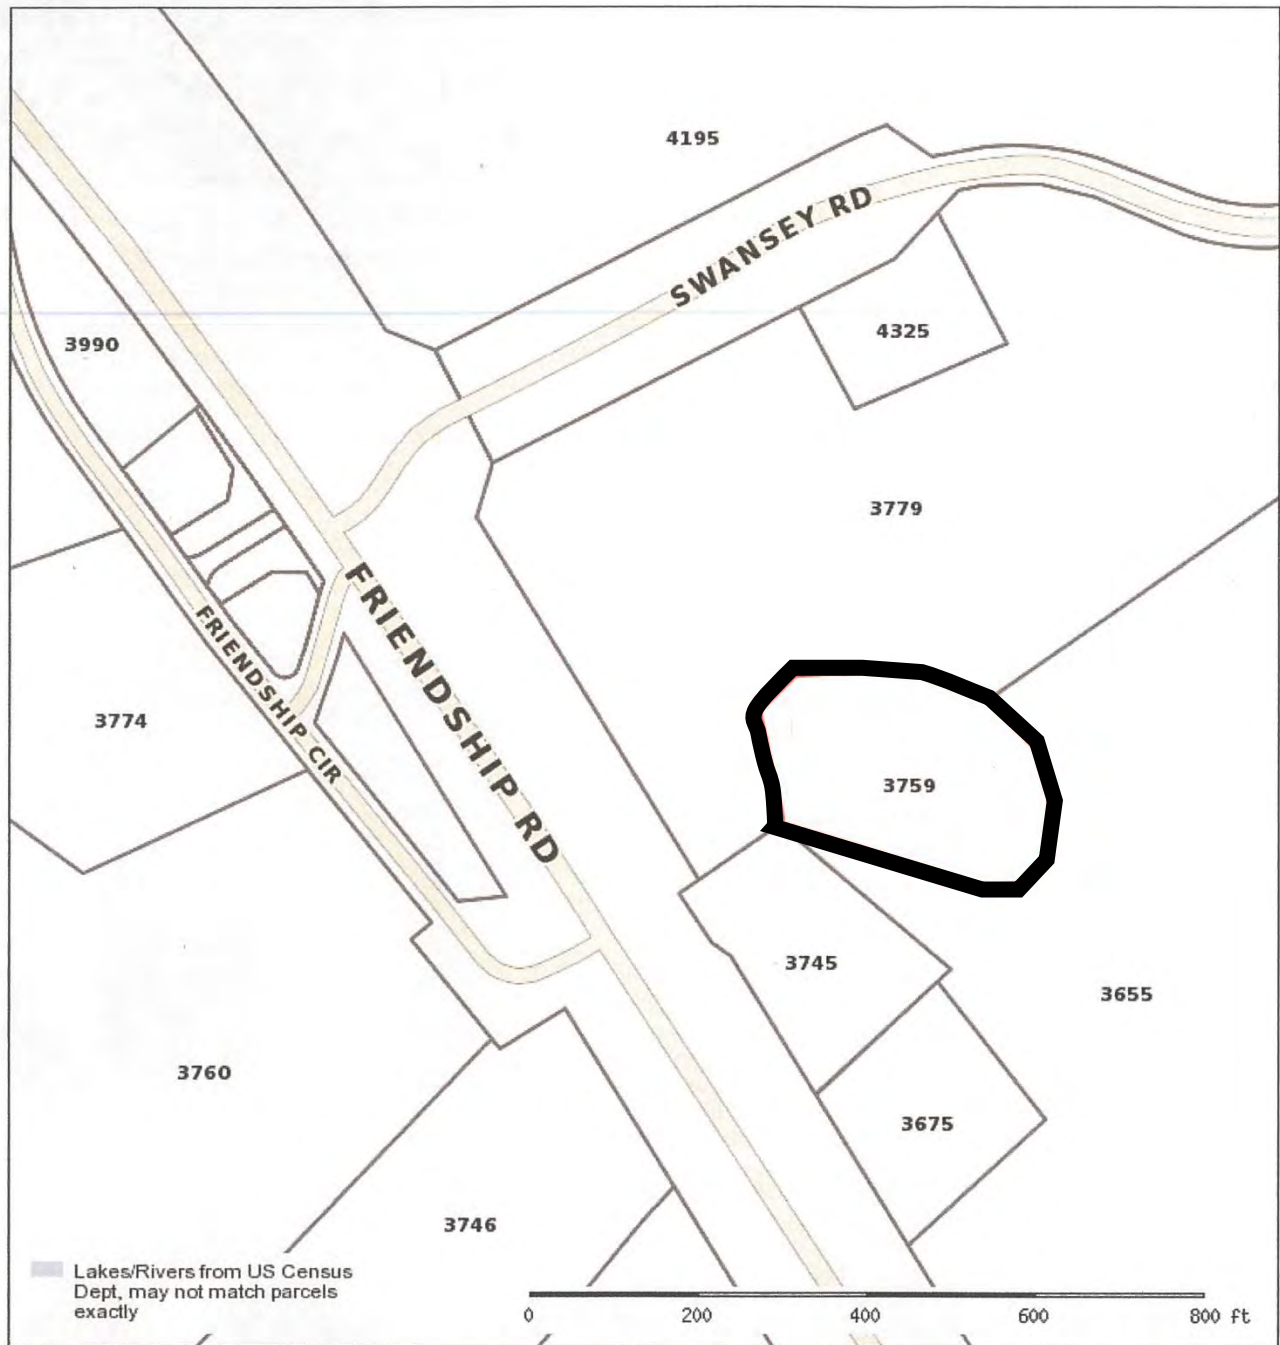 4195
SWANSEY RD
4325
3990
3779
FRIENDSHIP RD
FRIENDSHIP CIR
3774
3759
3745
3655
3760
3675
3746
Lakes/Rivers from US Census
Dept, may not match parcels
exactly
0 200 400 600 800 ft